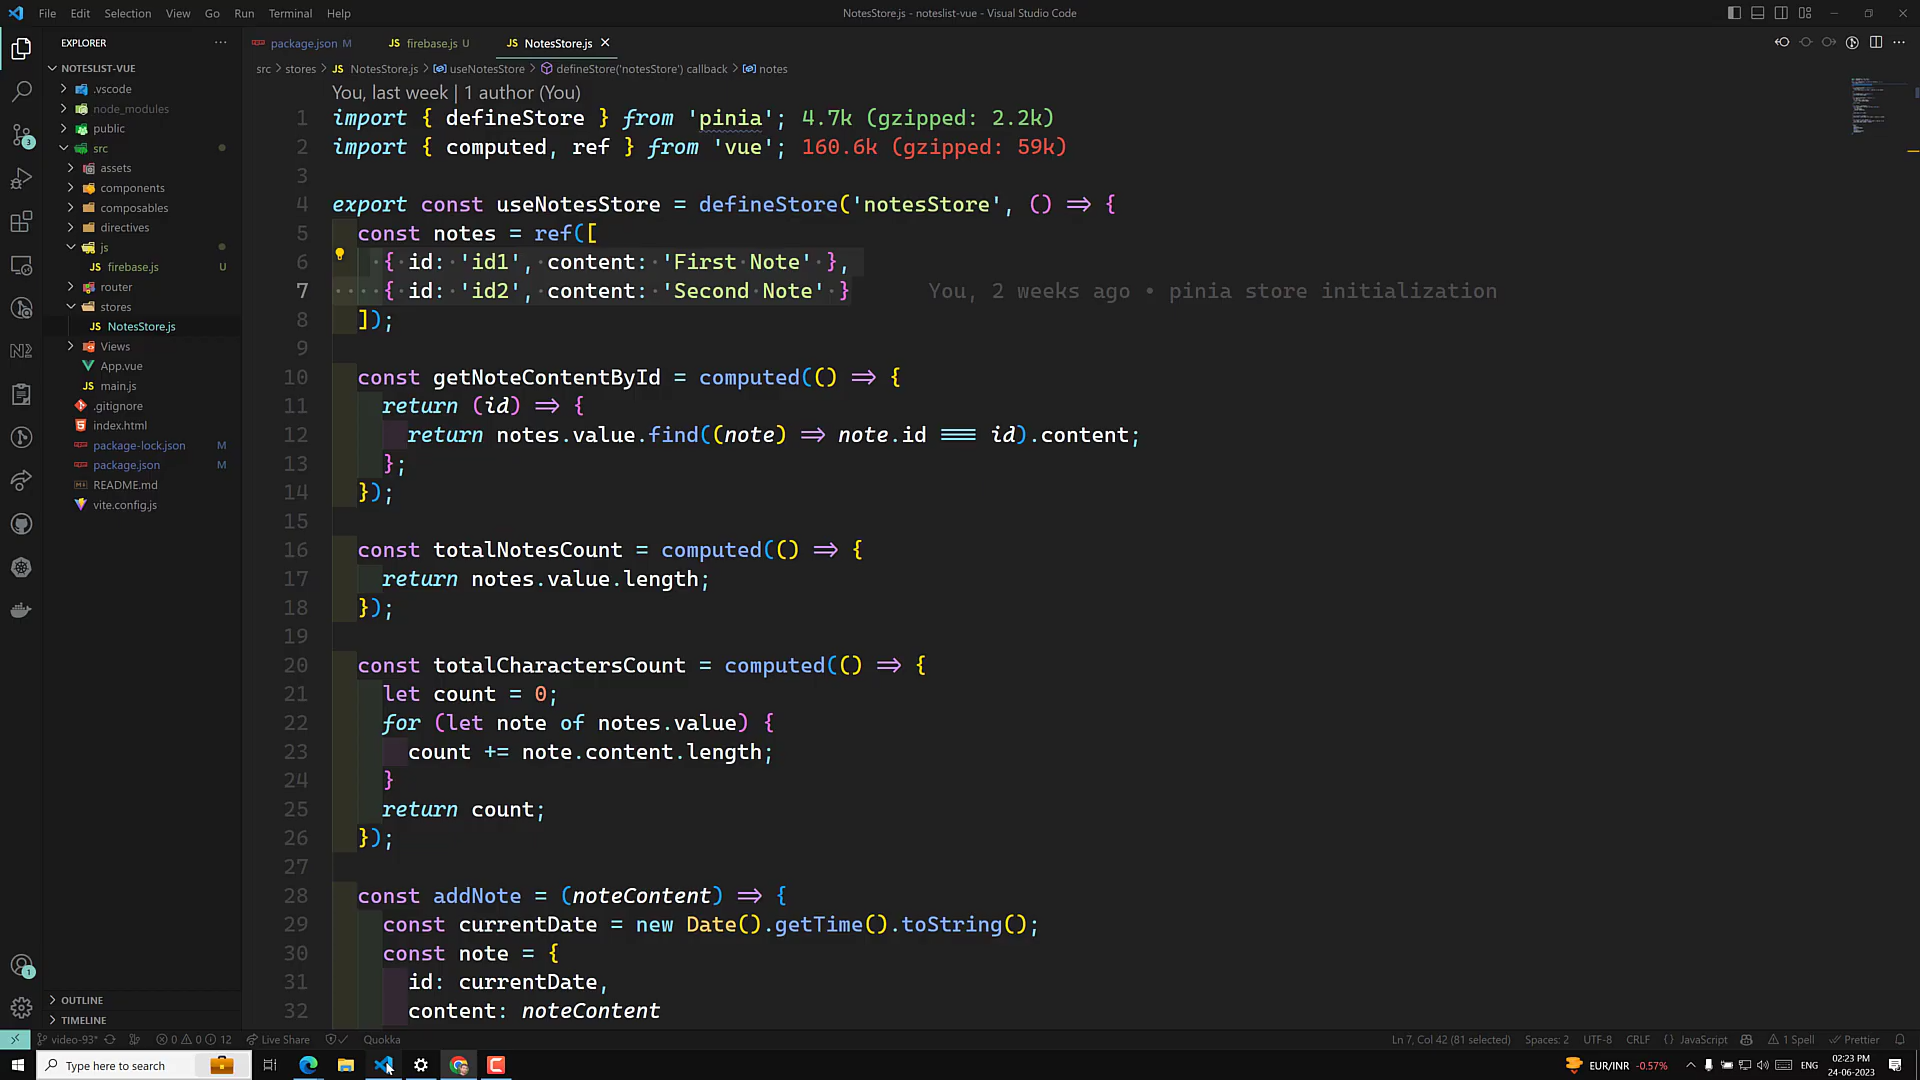 File Edit Selection View Go Run Terminal Help
NotesStore.js - noteslist-vue - Visual Studio Code
EXPLORER
NOTESLIST-VUE
.vscode
node_modules
public
src
assets
components
composables
directives
js
JS firebase.js U
router
stores
JS NotesStore.js
Views
App.vue
JS main.js
.gitignore
index.html
package-lock.json M
package.json M
README.md
vite.config.js
OUTLINE
TIMELINE
package.json M
JS firebase.js U
JS NotesStore.js
src > stores > JS NotesStore.js > useNotesStore > defineStore('notesStore') callback > notes
You, last week | 1 author (You)
1 import { defineStore } from 'pinia'; 4.7k (gzipped: 2.2k)
2 import { computed, ref } from 'vue'; 160.6k (gzipped: 59k)
3
4 export const useNotesStore = defineStore('notesStore', () => {
5 const notes = ref([
6 { id: 'id1', content: 'First Note' },
7 { id: 'id2', content: 'Second Note' } You, 2 weeks ago • pinia store initialization
8 ]);
9
10 const getNoteContentById = computed(() => {
11 return (id) => {
12 return notes.value.find((note) => note.id === id).content;
13 };
14 });
15
16 const totalNotesCount = computed(() => {
17 return notes.value.length;
18 });
19
20 const totalCharactersCount = computed(() => {
21 let count = 0;
22 for (let note of notes.value) {
23 count += note.content.length;
24 }
25 return count;
26 });
27
28 const addNote = (noteContent) => {
29 const currentDate = new Date().getTime().toString();
30 const note = {
31 id: currentDate,
32 content: noteContent
video-93* 0 0 12 Live Share Quokka
Ln 7, Col 42 (81 selected) Spaces: 2 UTF-8 CRLF { } JavaScript 1 Spell Prettier
Type here to search
EUR/INR -0.57% ENG
02:23 PM
24-06-2023